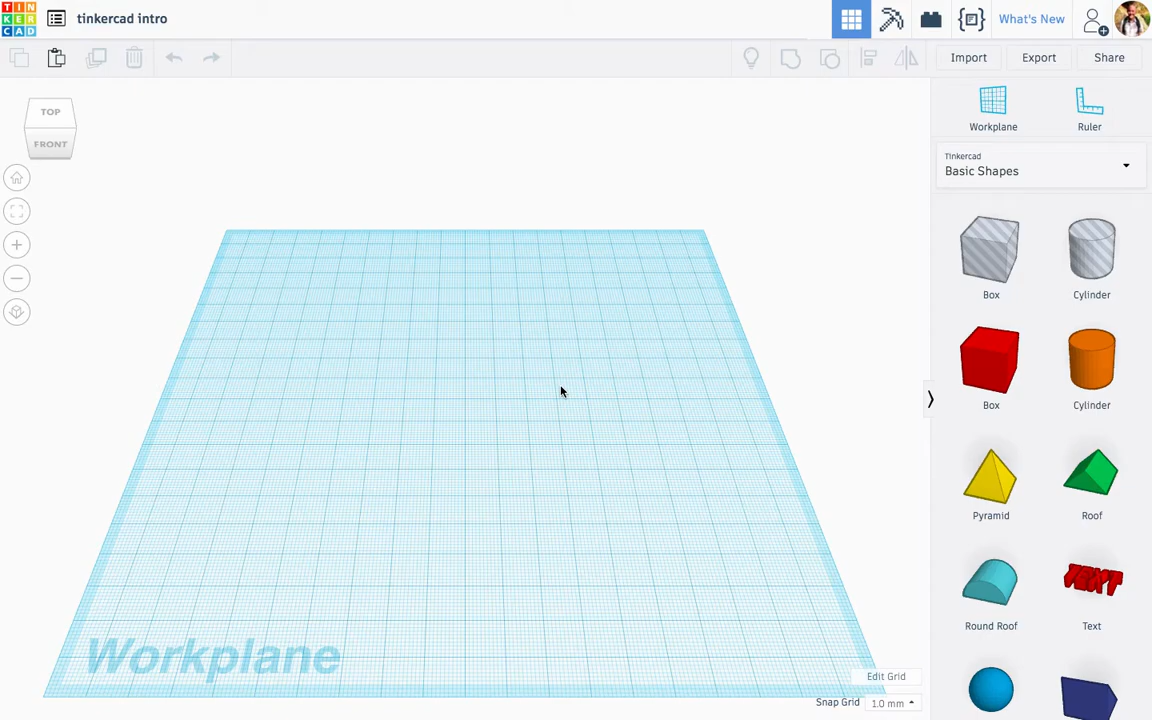 TIN
KER
CAD
tinkercad intro
What's New
Import
Export
Share
TOP
FRONT
Workplane
Ruler
Tinkercad
Basic Shapes
Box
Cylinder
Box
Cylinder
Pyramid
Roof
TEXT
Round Roof
Text
Workplane
Edit Grid
Snap Grid
1.0 mm